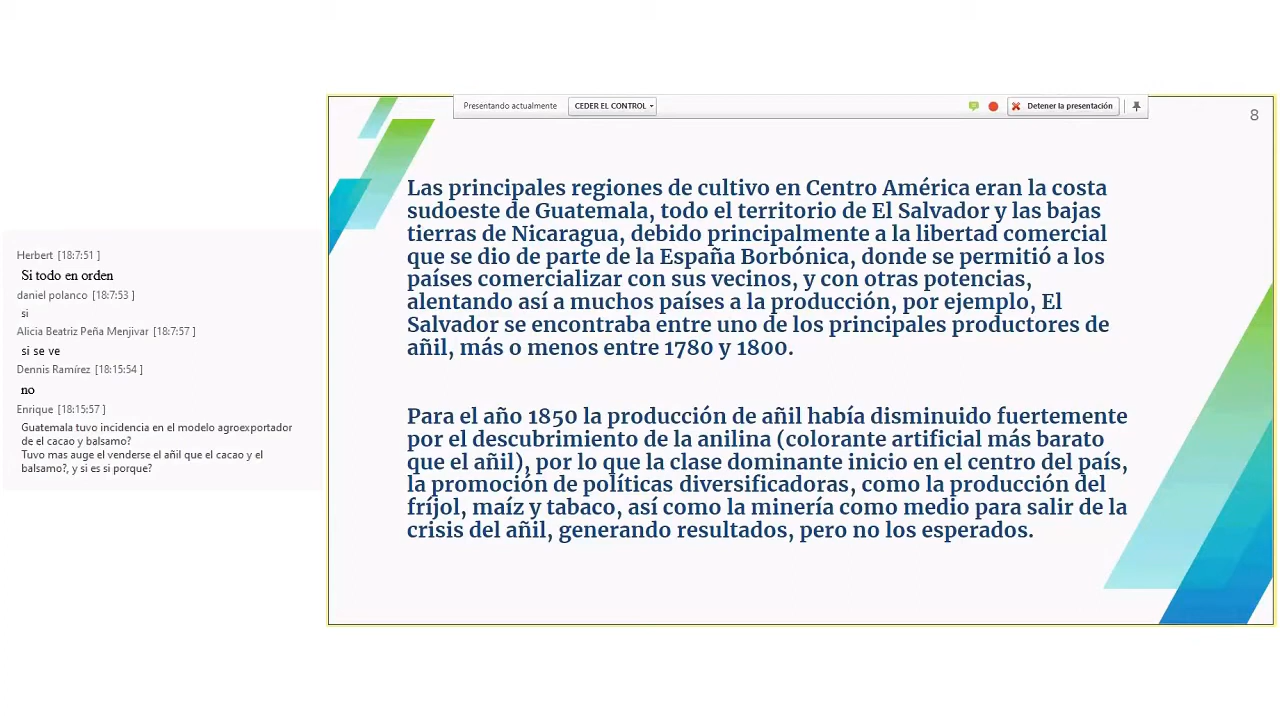 Presentando actualmente
CEDER EL CONTROL
Detener la presentación
8
Las principales regiones de cultivo en Centro América eran la costa
sudoeste de Guatemala, todo el territorio de El Salvador y las bajas
tierras de Nicaragua, debido principalmente a la libertad comercial
que se dio de parte de la España Borbónica, donde se permitió a los
países comercializar con sus vecinos, y con otras potencias,
alentando así a muchos países a la producción, por ejemplo, El
Salvador se encontraba entre uno de los principales productores de
añil, más o menos entre 1780 y 1800.
Para el año 1850 la producción de añil había disminuido fuertemente
por el descubrimiento de la anilina (colorante artificial más barato
que el añil), por lo que la clase dominante inicio en el centro del país,
la promoción de políticas diversificadoras, como la producción del
fríjol, maíz y tabaco, así como la minería como medio para salir de la
crisis del añil, generando resultados, pero no los esperados.
Herbert [18:7:51 ]
Si todo en orden
daniel polanco [18:7:53 ]
si
Alicia Beatriz Peña Menjivar [18:7:57 ]
si se ve
Dennis Ramírez [18:15:54 ]
no
Enrique [18:15:57 ]
Guatemala tuvo incidencia en el modelo agroexportador
de el cacao y balsamo?
Tuvo mas auge el venderse el añil que el cacao y el
balsamo?, y si es si porque?